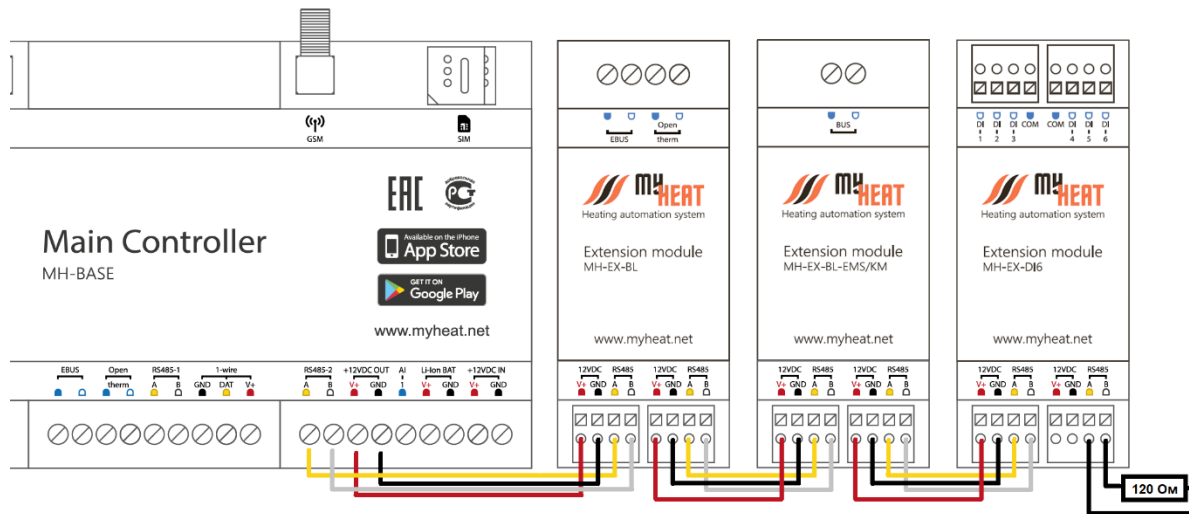 GSM
SIM
EBUS
Open
therm
BUS
DI DI DI COM COM DI DI DI
1 2 3 4 5 6
EAC
Main Controller
MH-BASE
Available on the iPhone
App Store
GET IT ON
Google Play
www.myheat.net
MYHEAT
Heating automation system
Extension module
MH-EX-BL
www.myheat.net
MYHEAT
Heating automation system
Extension module
MH-EX-BL-EMS/KM
www.myheat.net
MYHEAT
Heating automation system
Extension module
MH-EX-DI6
www.myheat.net
EBUS Open RS485-1 1-wire
therm A B GND DAT V+
RS485-2 +12VDC OUT AI Li-Ion BAT +12VDC IN
A B V+ GND 1 V+ GND V+ GND
12VDC RS485 12VDC RS485
V+ GND A B V+ GND A B
12VDC RS485 12VDC RS485
V+ GND A B V+ GND A B
12VDC RS485 12VDC RS485
V+ GND A B V+ GND A B
120 Ом